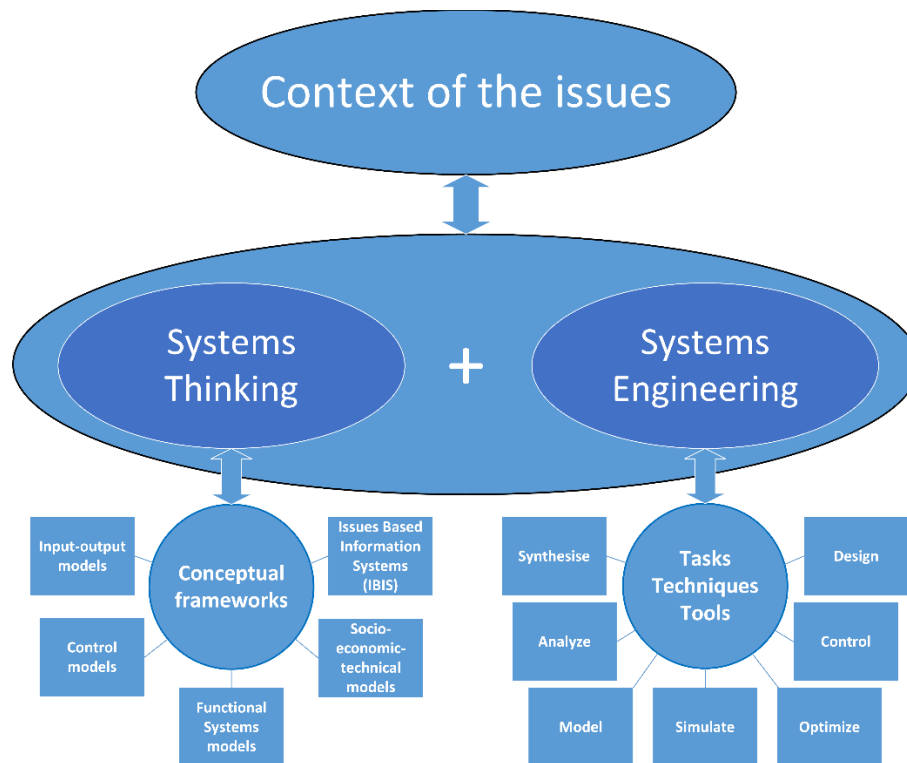 Context of the issues
Systems
Thinking
+
Systems
Engineering
Input-output
models
Control
models
Functional
Systems
models
Conceptual
frameworks
Issues Based
Information
Systems
(IBIS)
Socio-
economic-
technical
models
Synthesise
Analyze
Model
Simulate
Tasks
Techniques
Tools
Design
Control
Optimize